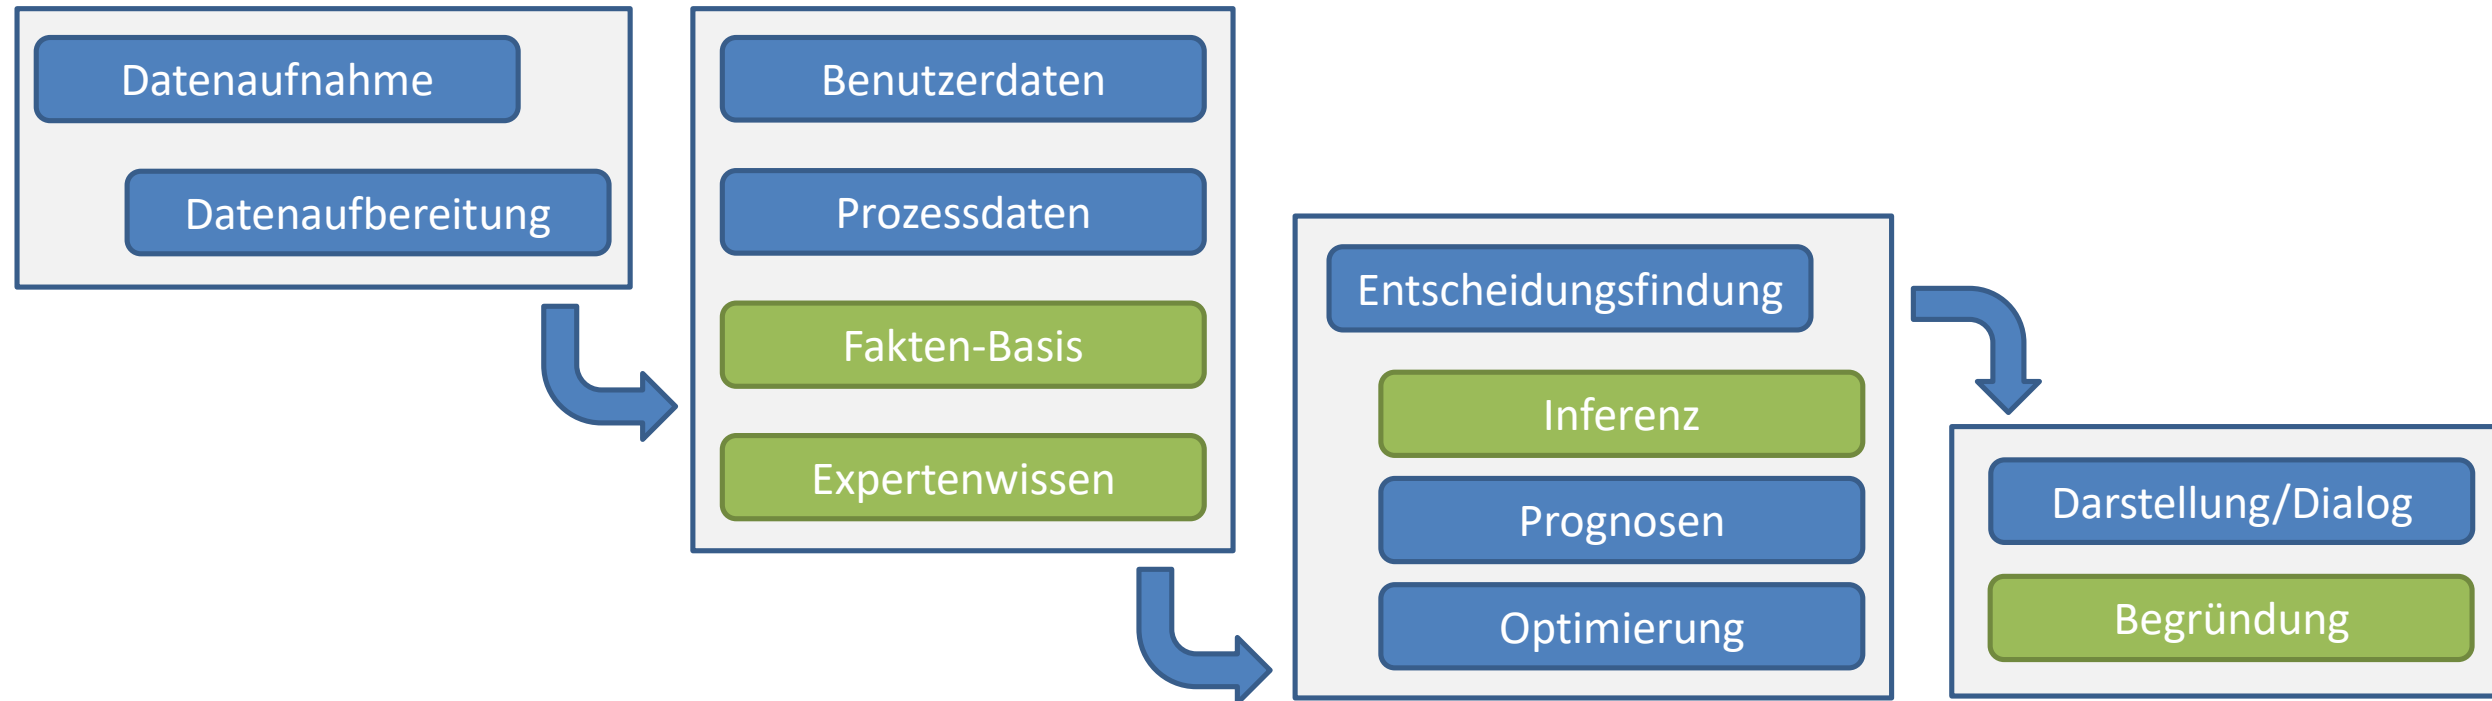 Datenaufnahme
Datenaufbereitung
Benutzerdaten
Prozessdaten
Fakten-Basis
Expertenwissen
Entscheidungsfindung
Inferenz
Prognosen
Optimierung
Darstellung/Dialog
Begründung